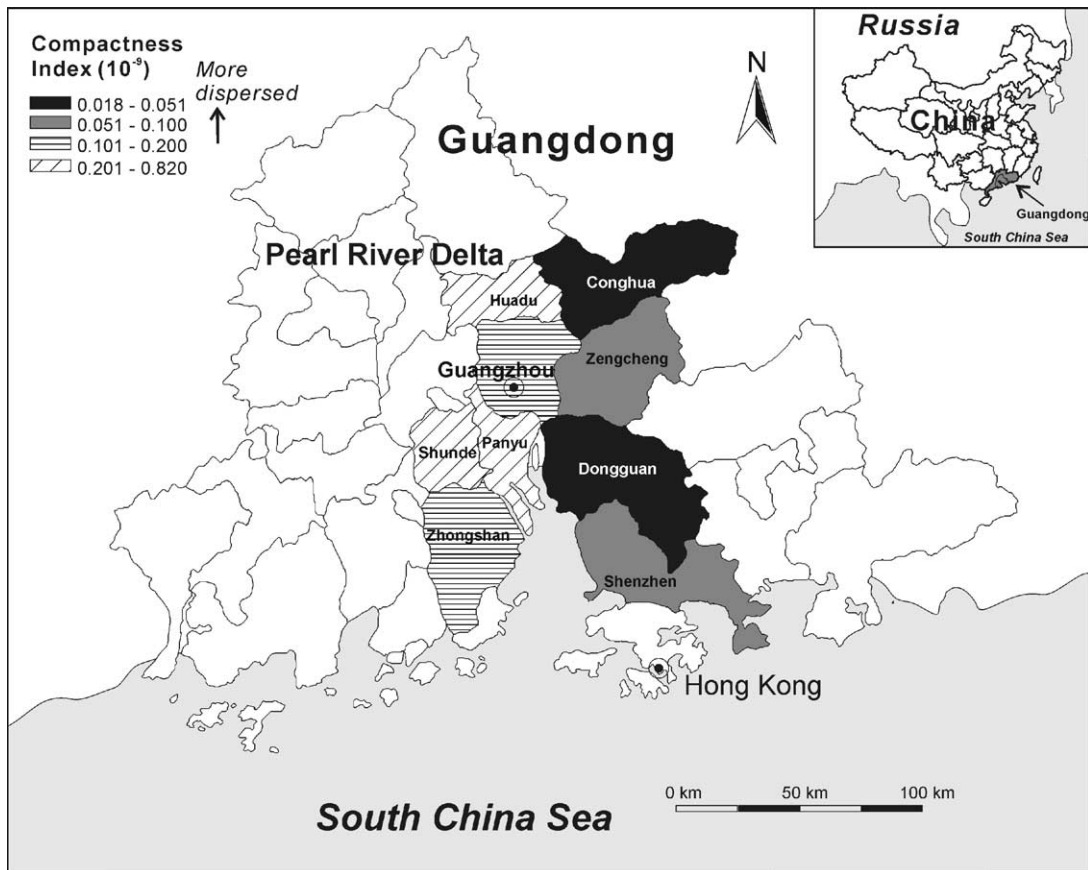 Compactness
Index (10⁻⁹)
More
dispersed
0.018 - 0.051
0.051 - 0.100
0.101 - 0.200
0.201 - 0.820
N
Guangdong
Russia
China
Guangdong
South China Sea
Pearl River Delta
Conghua
Huadu
Zengcheng
Guangzhou
Shunde
Panyu
Dongguan
Zhongshan
Shenzhen
Hong Kong
0 km 50 km 100 km
South China Sea